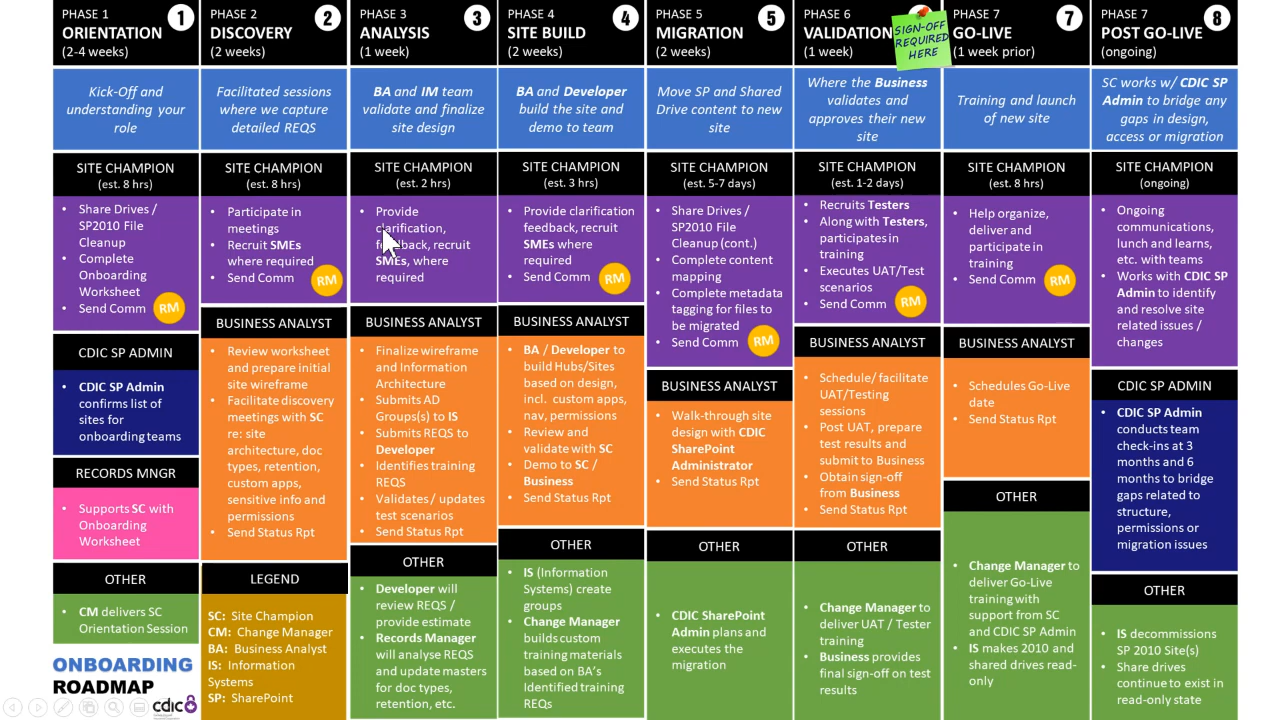 PHASE 1
1
ORIENTATION
(2-4 weeks)
Kick-Off and
understanding your
role
SITE CHAMPION
(est. 8 hrs)
• Share Drives /
SP2010 File
Cleanup
• Complete
Onboarding
Worksheet
• Send Comm
RM
CDIC SP ADMIN
• CDIC SP Admin
confirms list of
sites for
onboarding teams
RECORDS MNGR
• Supports SC with
Onboarding
Worksheet
OTHER
• CM delivers SC
Orientation Session
ONBOARDING
ROADMAP
cdic
PHASE 2
2
DISCOVERY
(2 weeks)
Facilitated sessions
where we capture
detailed REQS
SITE CHAMPION
(est. 8 hrs)
• Participate in
meetings
• Recruit SMEs
where required
• Send Comm
RM
BUSINESS ANALYST
• Review worksheet
and prepare initial
site wireframe
• Facilitate discovery
meetings with SC
re: site
architecture, doc
types, retention,
custom apps,
sensitive info and
permissions
• Send Status Rpt
LEGEND
SC: Site Champion
CM: Change Manager
BA: Business Analyst
IS: Information
Systems
SP: SharePoint
PHASE 3
3
ANALYSIS
(1 week)
BA and IM team
validate and finalize
site design
SITE CHAMPION
(est. 2 hrs)
• Provide
clarification,
feedback, recruit
SMEs, where
required
BUSINESS ANALYST
• Finalize wireframe
and Information
Architecture
• Submits AD
Groups(s) to IS
• Submits REQS to
Developer
• Identifies training
REQS
• Validates / updates
test scenarios
• Send Status Rpt
OTHER
• Developer will
review REQS /
provide estimate
• Records Manager
will analyse REQS
and update masters
for doc types,
retention, etc.
PHASE 4
4
SITE BUILD
(2 weeks)
BA and Developer
build the site and
demo to team
SITE CHAMPION
(est. 3 hrs)
• Provide clarification
feedback, recruit
SMEs where
required
• Send Comm
RM
BUSINESS ANALYST
• BA / Developer to
build Hubs/Sites
based on design,
incl. custom apps,
nav, permissions
• Review and
validate with SC
• Demo to SC /
Business
• Send Status Rpt
OTHER
• IS (Information
Systems) create
groups
• Change Manager
builds custom
training materials
based on BA's
Identified training
REQs
PHASE 5
5
MIGRATION
(2 weeks)
Move SP and Shared
Drive content to new
site
SITE CHAMPION
(est. 5-7 days)
• Share Drives /
SP2010 File
Cleanup (cont.)
• Complete content
mapping
• Complete metadata
tagging for files to
be migrated
• Send Comm
RM
BUSINESS ANALYST
• Walk-through site
design with CDIC
SharePoint
Administrator
• Send Status Rpt
OTHER
• CDIC SharePoint
Admin plans and
executes the
migration
PHASE 6
VALIDATION
(1 week)
SIGN-OFF
REQUIRED
HERE
Where the Business
validates and
approves their new
site
SITE CHAMPION
(est. 1-2 days)
• Recruits Testers
• Along with Testers,
participates in
training
• Executes UAT/Test
scenarios
• Send Comm
RM
BUSINESS ANALYST
• Schedule/ facilitate
UAT/Testing
sessions
• Post UAT, prepare
test results and
submit to Business
• Obtain sign-off
from Business
• Send Status Rpt
OTHER
• Change Manager to
deliver UAT / Tester
training
• Business provides
final sign-off on test
results
PHASE 7
7
GO-LIVE
(1 week prior)
Training and launch
of new site
SITE CHAMPION
(est. 8 hrs)
• Help organize,
deliver and
participate in
training
• Send Comm
RM
BUSINESS ANALYST
• Schedules Go-Live
date
• Send Status Rpt
OTHER
• Change Manager to
deliver Go-Live
training with
support from SC
and CDIC SP Admin
• IS makes 2010 and
shared drives read-
only
PHASE 7
8
POST GO-LIVE
(ongoing)
SC works w/ CDIC SP
Admin to bridge any
gaps in design,
access or migration
SITE CHAMPION
(ongoing)
• Ongoing
communications,
lunch and learns,
etc. with teams
• Works with CDIC SP
Admin to identify
and resolve site
related issues /
changes
CDIC SP ADMIN
• CDIC SP Admin
conducts team
check-ins at 3
months and 6
months to bridge
gaps related to
structure,
permissions or
migration issues
OTHER
• IS decommissions
SP 2010 Site(s)
• Share drives
continue to exist in
read-only state